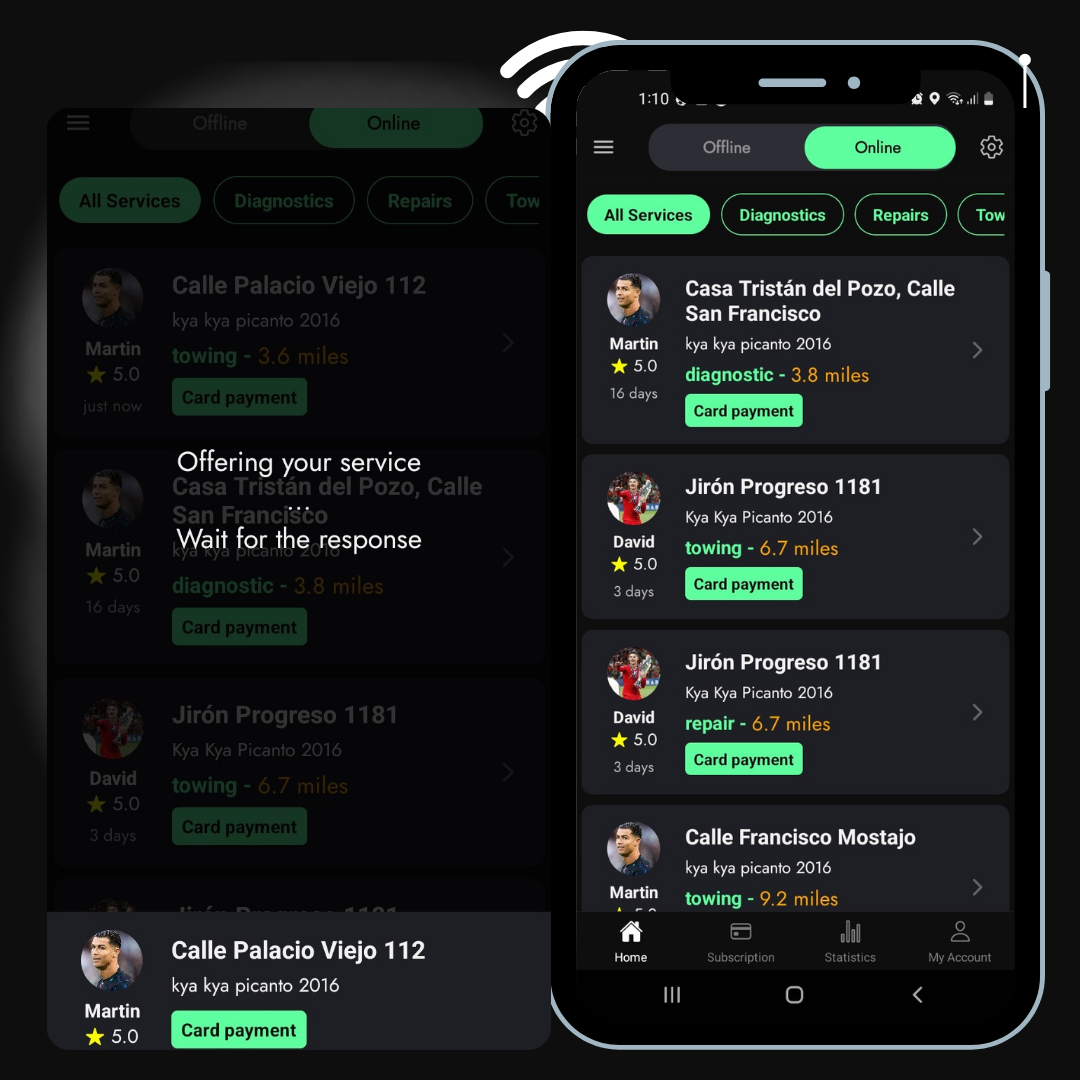 Offline
Online
All Services
Diagnostics
Repairs
Tow
Calle Palacio Viejo 112
kya kya picanto 2016
towing - 3.6 miles
Card payment
Martin
5.0
just now
Offering your service
...
Wait for the response
Casa Tristán del Pozo, Calle
San Francisco
kya kya picanto 2016
diagnostic - 3.8 miles
Card payment
Martin
5.0
16 days
Jirón Progreso 1181
Kya Kya Picanto 2016
towing - 6.7 miles
Card payment
David
5.0
3 days
Jirón Progreso 1181
Calle Palacio Viejo 112
kya kya picanto 2016
Card payment
Martin
5.0
1:10
Offline
Online
All Services
Diagnostics
Repairs
Tow
Casa Tristán del Pozo, Calle
San Francisco
kya kya picanto 2016
diagnostic - 3.8 miles
Card payment
Martin
5.0
16 days
Jirón Progreso 1181
Kya Kya Picanto 2016
towing - 6.7 miles
Card payment
David
5.0
3 days
Jirón Progreso 1181
Kya Kya Picanto 2016
repair - 6.7 miles
Card payment
David
5.0
3 days
Calle Francisco Mostajo
kya kya picanto 2016
towing - 9.2 miles
Martin
Home
Subscription
Statistics
My Account